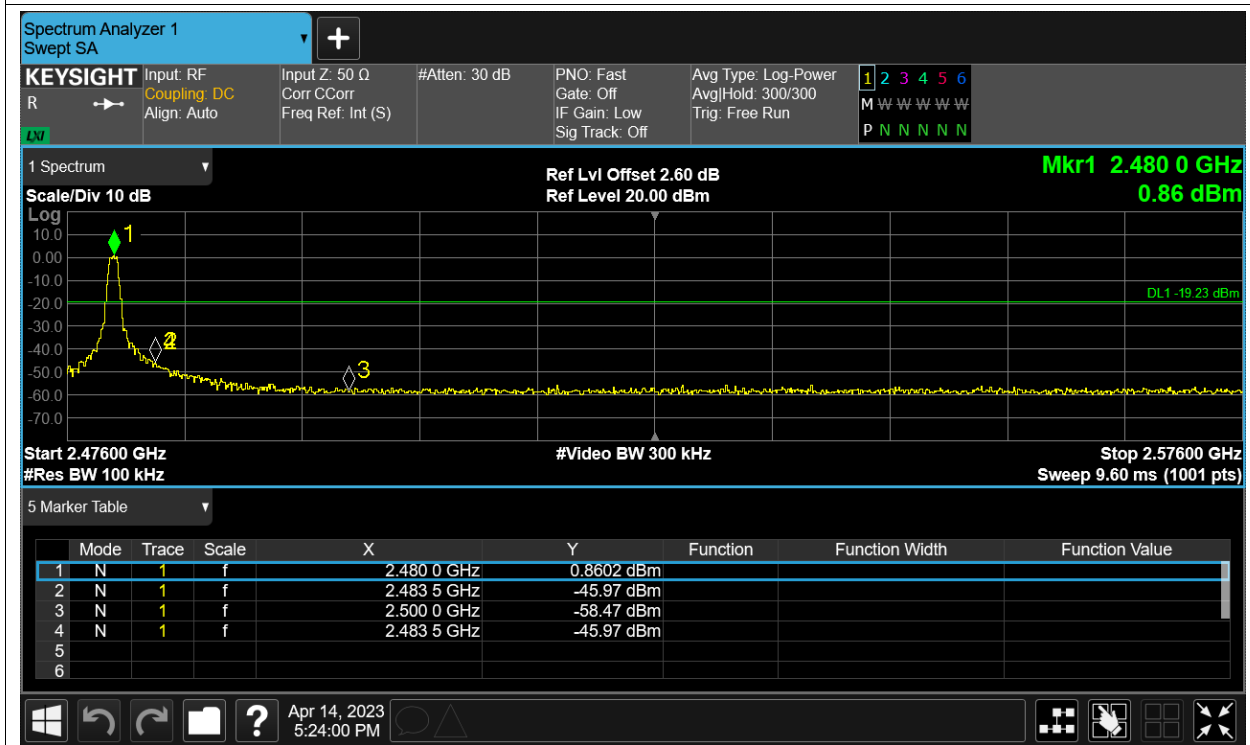 Spectrum Analyzer 1
Swept SA
KEYSIGHT
R
LXI
Input: RF
Coupling: DC
Align: Auto
Input Z: 50 Ω
Corr CCorr
Freq Ref: Int (S)
#Atten: 30 dB
PNO: Fast
Gate: Off
IF Gain: Low
Sig Track: Off
Avg Type: Log-Power
Avg|Hold: 300/300
Trig: Free Run
1 2 3 4 5 6
M W W W W W
P N N N N N
1 Spectrum
Scale/Div 10 dB
Ref Lvl Offset 2.60 dB
Ref Level 20.00 dBm
Mkr1 2.480 0 GHz
0.86 dBm
Log
10.0
0.00
-10.0
-20.0
-30.0
-40.0
-50.0
-60.0
-70.0
1
2
3
DL1 -19.23 dBm
Start 2.47600 GHz
#Res BW 100 kHz
#Video BW 300 kHz
Stop 2.57600 GHz
Sweep 9.60 ms (1001 pts)
5 Marker Table
Mode Trace Scale X Y Function Function Width Function Value
1 N 1 f 2.480 0 GHz 0.8602 dBm
2 N 1 f 2.483 5 GHz -45.97 dBm
3 N 1 f 2.500 0 GHz -58.47 dBm
4 N 1 f 2.483 5 GHz -45.97 dBm
5
6
?
Apr 14, 2023
5:24:00 PM